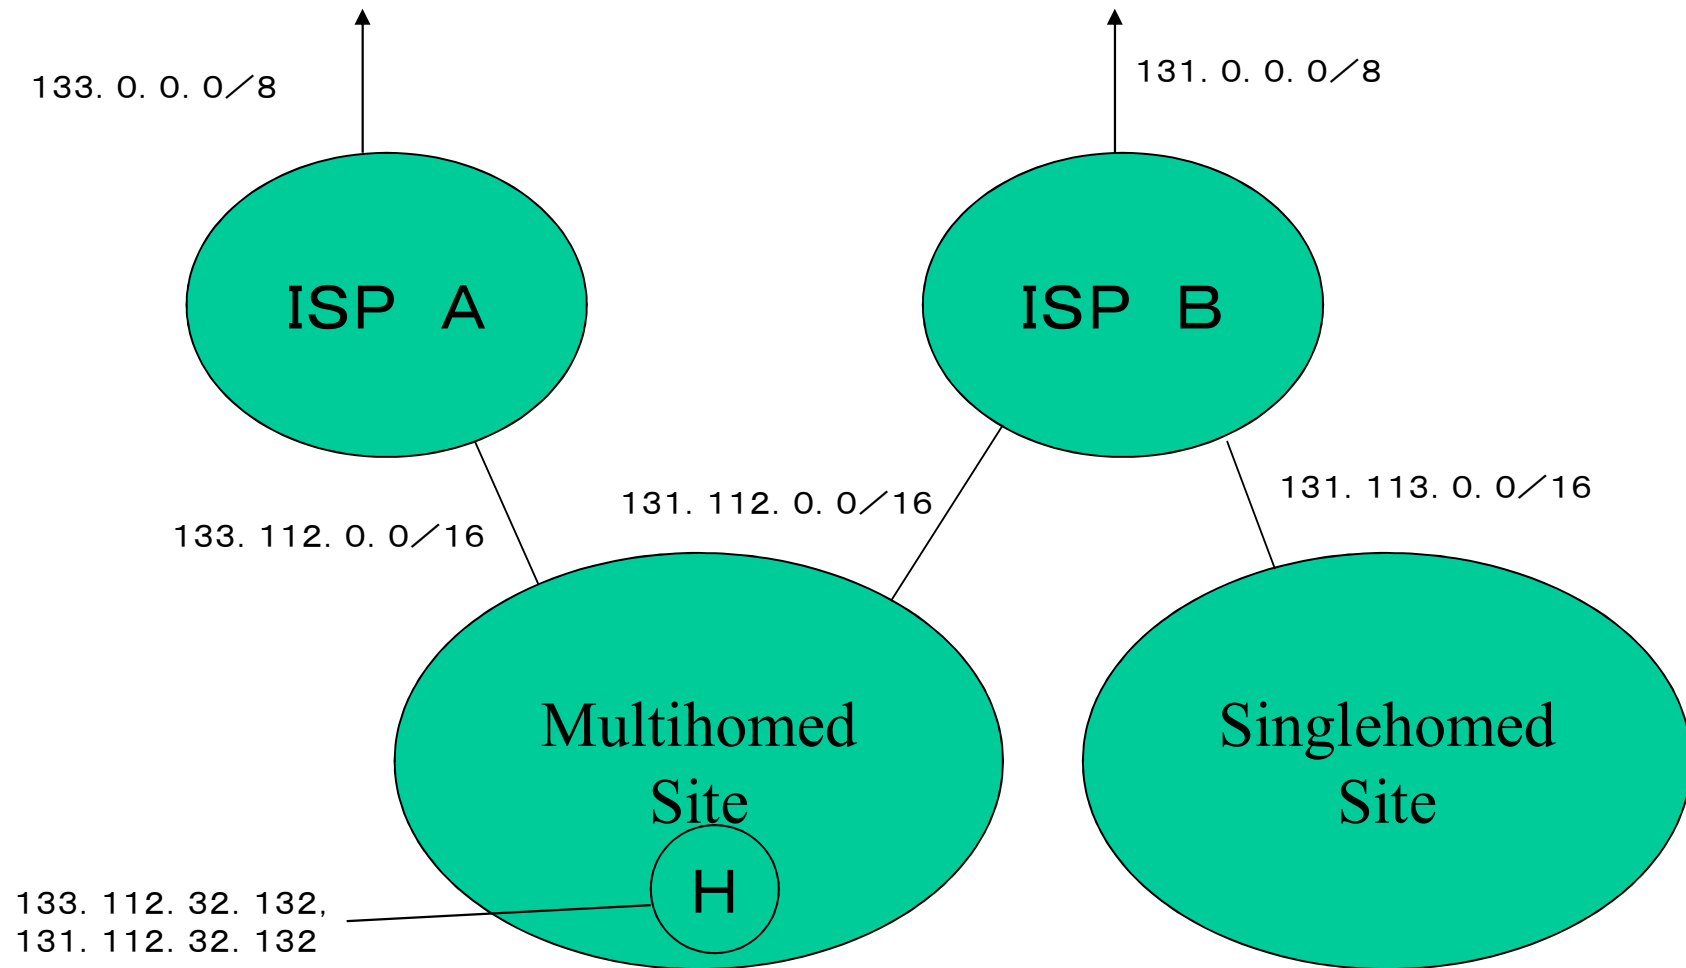 133. 0. 0. 0／8
131. 0. 0. 0／8
ISP A
ISP B
133. 112. 0. 0／16
131. 112. 0. 0／16
131. 113. 0. 0／16
Multihomed
Site
Singlehomed
Site
H
133. 112. 32. 132,
131. 112. 32. 132